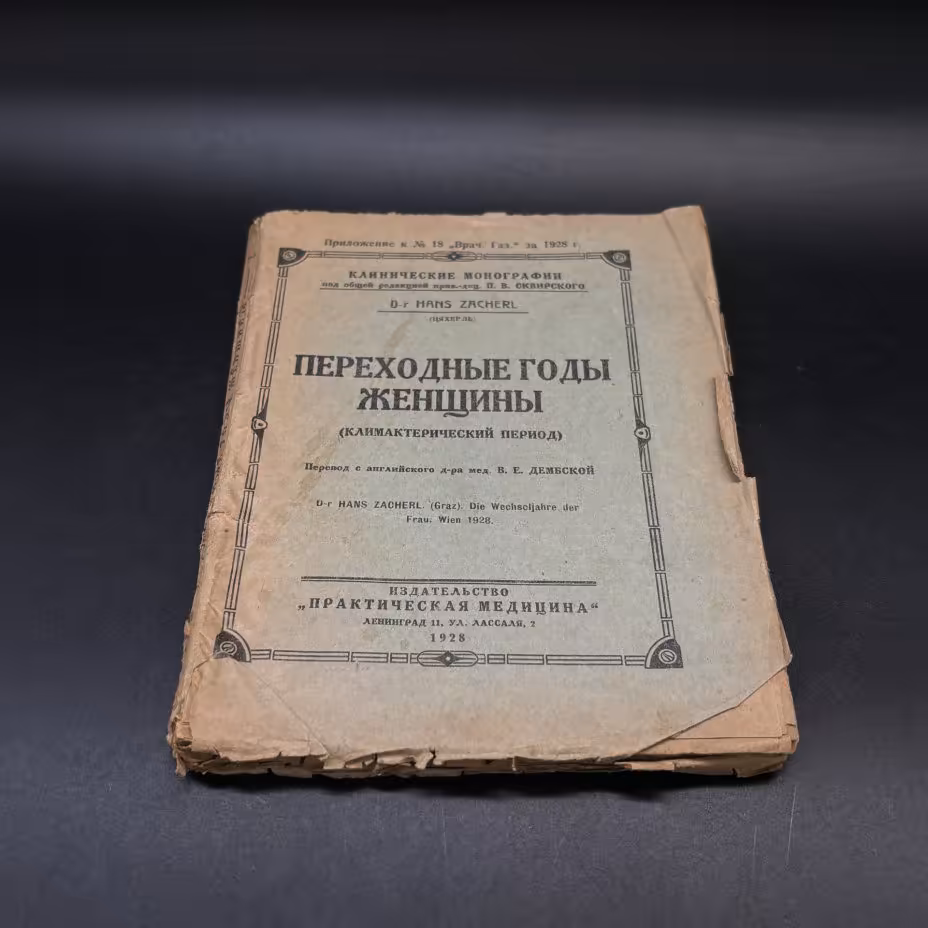 Приложение к № 18 „Врач. Газ.“ за 1928 г.
КЛИНИЧЕСКИЕ МОНОГРАФИИ
под общей редакцией прив.-доц. П. В. СКВИРСКОГО
D-r HANS ZACHERL
(ЦАХЕРЛЬ)
ПЕРЕХОДНЫЕ ГОДЫ
ЖЕНЩИНЫ
(КЛИМАКТЕРИЧЕСКИЙ ПЕРИОД)
Перевод с английского д-ра мед. В. Е. ДЕМБСКОЙ
D-r HANS ZACHERL. (Graz). Die Wechseljahre der
Frau. Wien 1928.
ИЗДАТЕЛЬСТВО
„ПРАКТИЧЕСКАЯ МЕДИЦИНА“
ЛЕНИНГРАД 11, УЛ. ЛАССАЛЯ, 2
1928